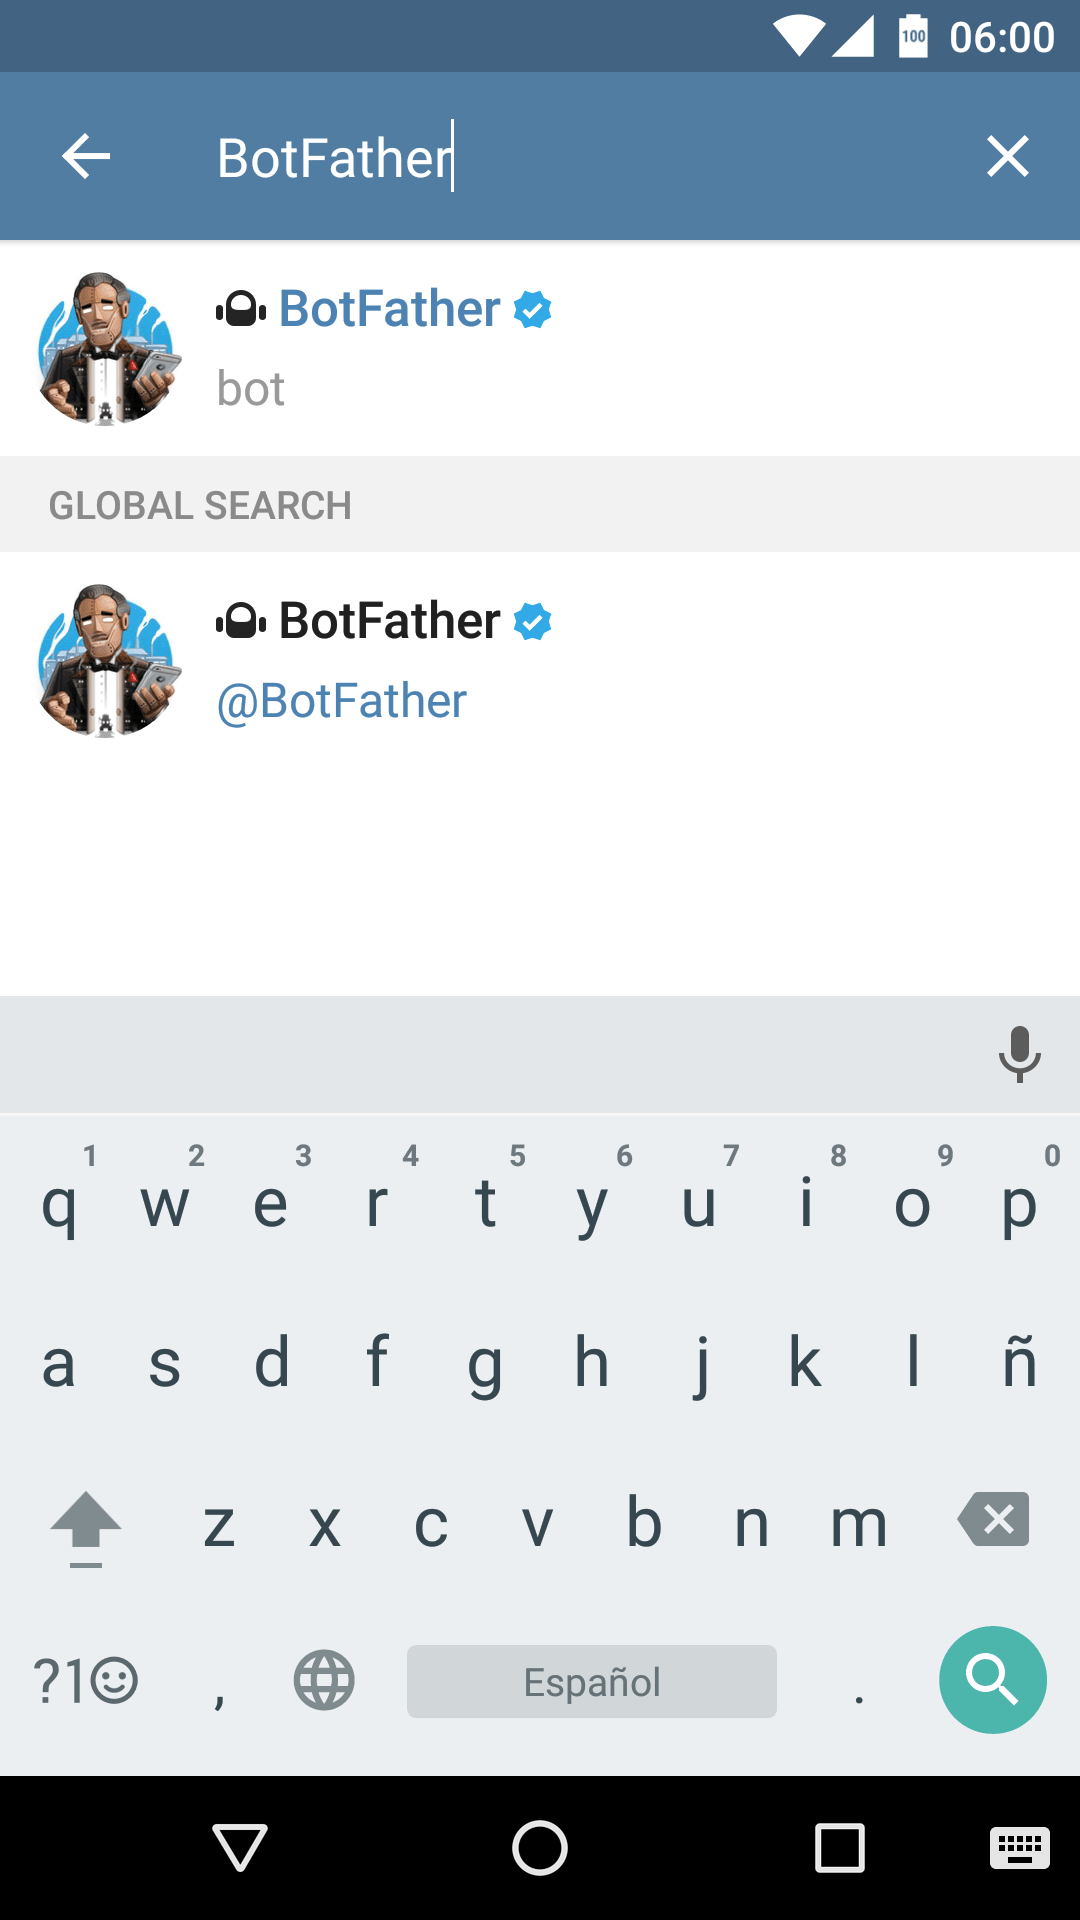 100 06:00
BotFather
BotFather
bot
GLOBAL SEARCH
BotFather
@BotFather
1 2 3 4 5 6 7 8 9 0
q w e r t y u i o p
a s d f g h j k l ñ
z x c v b n m
?1☺ , Español .